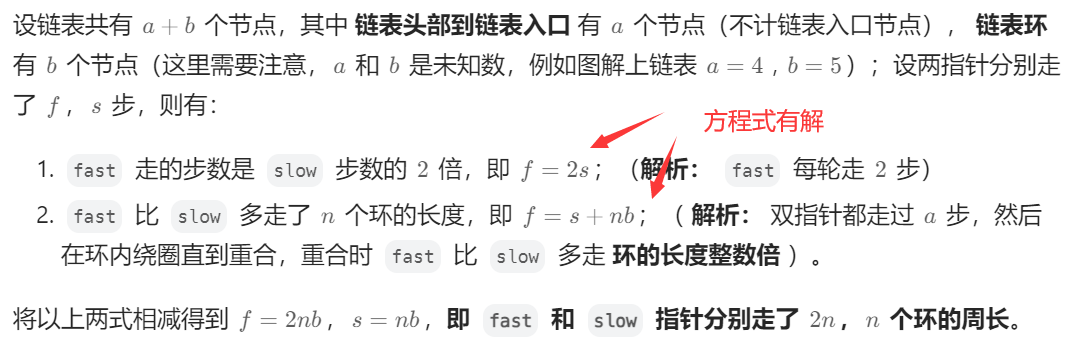 设链表共有 a + b 个节点，其中 链表头部到链表入口 有 a 个节点（不计链表入口节点）， 链表环
有 b 个节点（这里需要注意，a 和 b 是未知数，例如图解上链表 a = 4 , b = 5）；设两指针分别走
了 f，s 步，则有：
方程式有解
1. fast 走的步数是 slow 步数的 2 倍，即 f = 2s；（解析： fast 每轮走 2 步）
2. fast 比 slow 多走了 n 个环的长度，即 f = s + nb；（ 解析： 双指针都走过 a 步，然后
在环内绕圈直到重合，重合时 fast 比 slow 多走 环的长度整数倍 ）。
将以上两式相减得到 f = 2nb，s = nb，即 fast 和 slow 指针分别走了 2n，n 个环的周长。